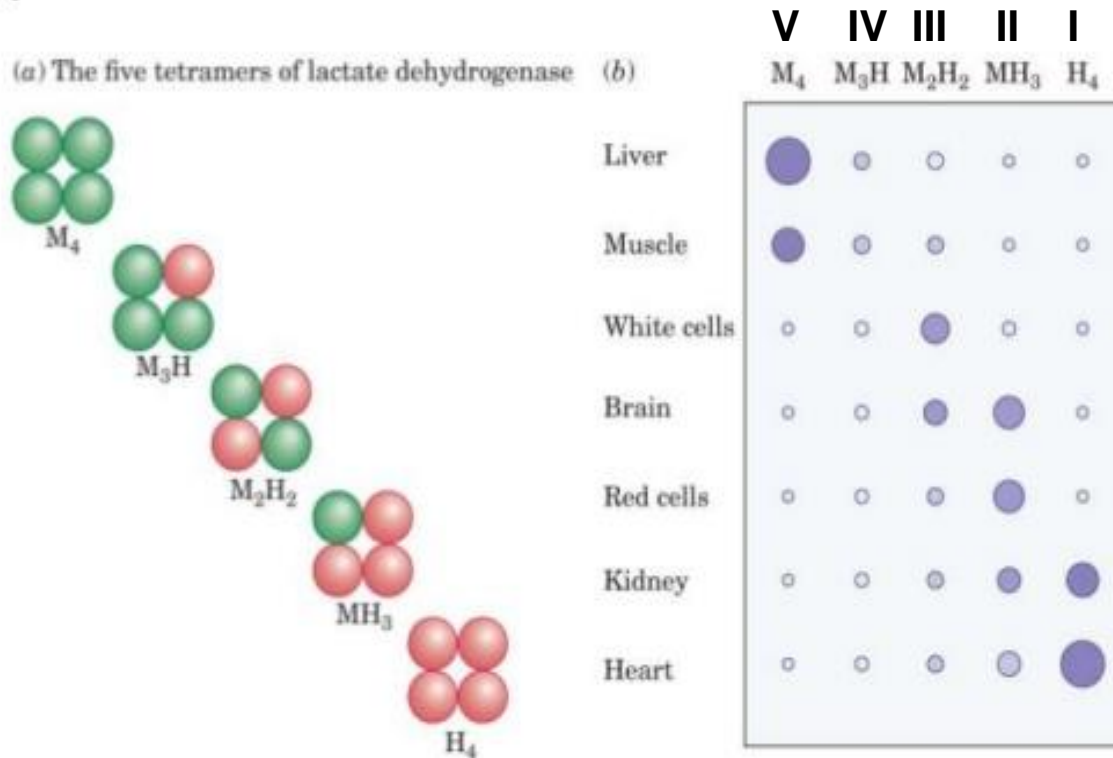 V IV III II I
(a) The five tetramers of lactate dehydrogenase
(b)
M₄ M₃H M₂H₂ MH₃ H₄
M₄
M₃H
M₂H₂
MH₃
H₄
Liver
Muscle
White cells
Brain
Red cells
Kidney
Heart